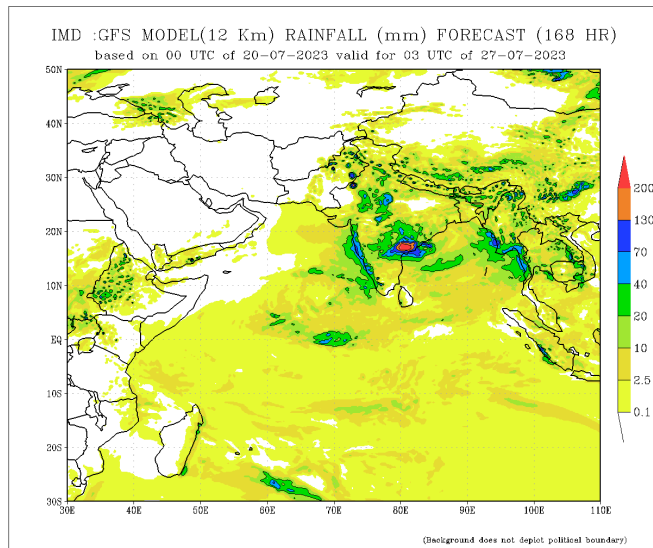 IMD :GFS MODEL(12 Km) RAINFALL (mm) FORECAST (168 HR)
based on 00 UTC of 20-07-2023 valid for 03 UTC of 27-07-2023
50N
40N
30N
20N
10N
EQ
10S
20S
30S
30E
40E
50E
60E
70E
80E
90E
100E
110E
200
130
70
40
20
10
2.5
0.1
(Background does not depict political boundary)